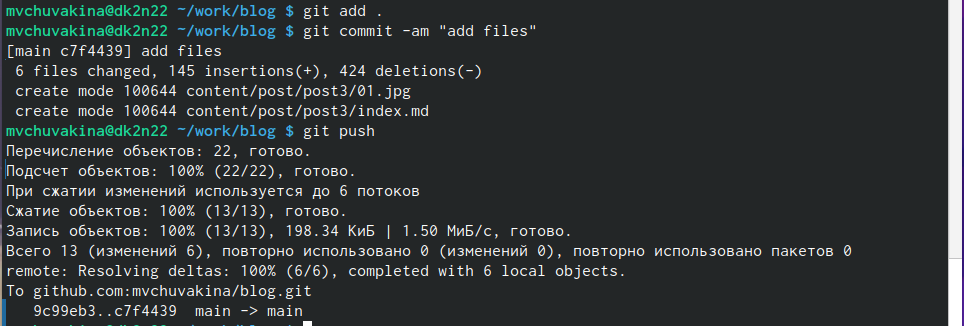 mvchuvakina@dk2n22 ~/work/blog $ git add .
mvchuvakina@dk2n22 ~/work/blog $ git commit -am "add files"
[main c7f4439] add files
 6 files changed, 145 insertions(+), 424 deletions(-)
 create mode 100644 content/post/post3/01.jpg
 create mode 100644 content/post/post3/index.md
mvchuvakina@dk2n22 ~/work/blog $ git push
Перечисление объектов: 22, готово.
Подсчет объектов: 100% (22/22), готово.
При сжатии изменений используется до 6 потоков
Сжатие объектов: 100% (13/13), готово.
Запись объектов: 100% (13/13), 198.34 КиБ | 1.50 МиБ/с, готово.
Всего 13 (изменений 6), повторно использовано 0 (изменений 0), повторно использовано пакетов 0
remote: Resolving deltas: 100% (6/6), completed with 6 local objects.
To github.com:mvchuvakina/blog.git
   9c99eb3..c7f4439  main -> main